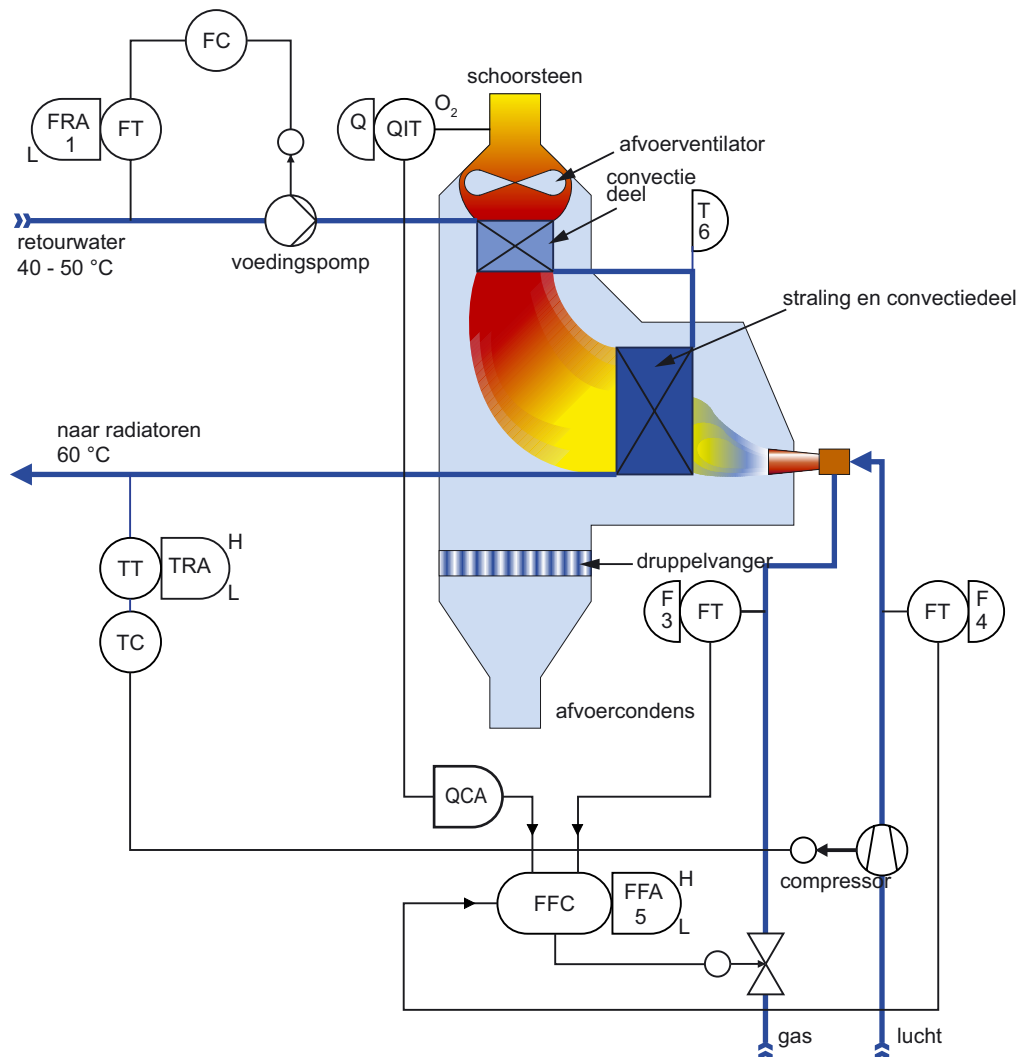 FC
schoorsteen
FRA
1
L
FT
Q
QIT
O2
afvoerventilator
convectie
deel
T
6
retourwater
40 - 50 °C
voedingspomp
straling en convectiedeel
naar radiatoren
60 °C
TT
TRA
H
L
TC
druppelvanger
F
3
FT
FT
F
4
afvoercondens
QCA
compressor
FFC
FFA
5
H
L
gas
lucht